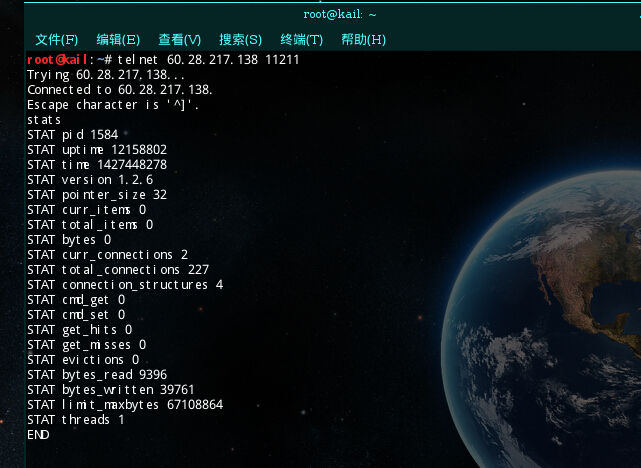 root@kail: ~
文件(F) 编辑(E) 查看(V) 搜索(S) 终端(T) 帮助(H)
root@kail:~# telnet 60.28.217.138 11211
Trying 60.28.217.138...
Connected to 60.28.217.138.
Escape character is '^]'.
stats
STAT pid 1584
STAT uptime 12158802
STAT time 1427448278
STAT version 1.2.6
STAT pointer_size 32
STAT curr_items 0
STAT total_items 0
STAT bytes 0
STAT curr_connections 2
STAT total_connections 227
STAT connection_structures 4
STAT cmd_get 0
STAT cmd_set 0
STAT get_hits 0
STAT get_misses 0
STAT evictions 0
STAT bytes_read 9396
STAT bytes_written 39761
STAT limit_maxbytes 67108864
STAT threads 1
END